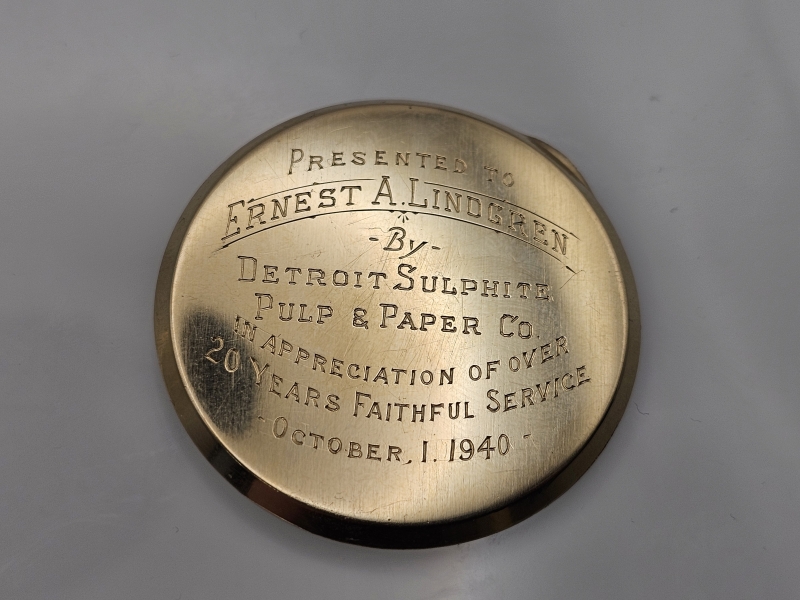 PRESENTED TO
ERNEST A. LINDGREN
- By -
DETROIT SULPHITE
PULP & PAPER CO.
IN APPRECIATION OF OVER
20 YEARS FAITHFUL SERVICE
- OCTOBER, 1. 1940 -